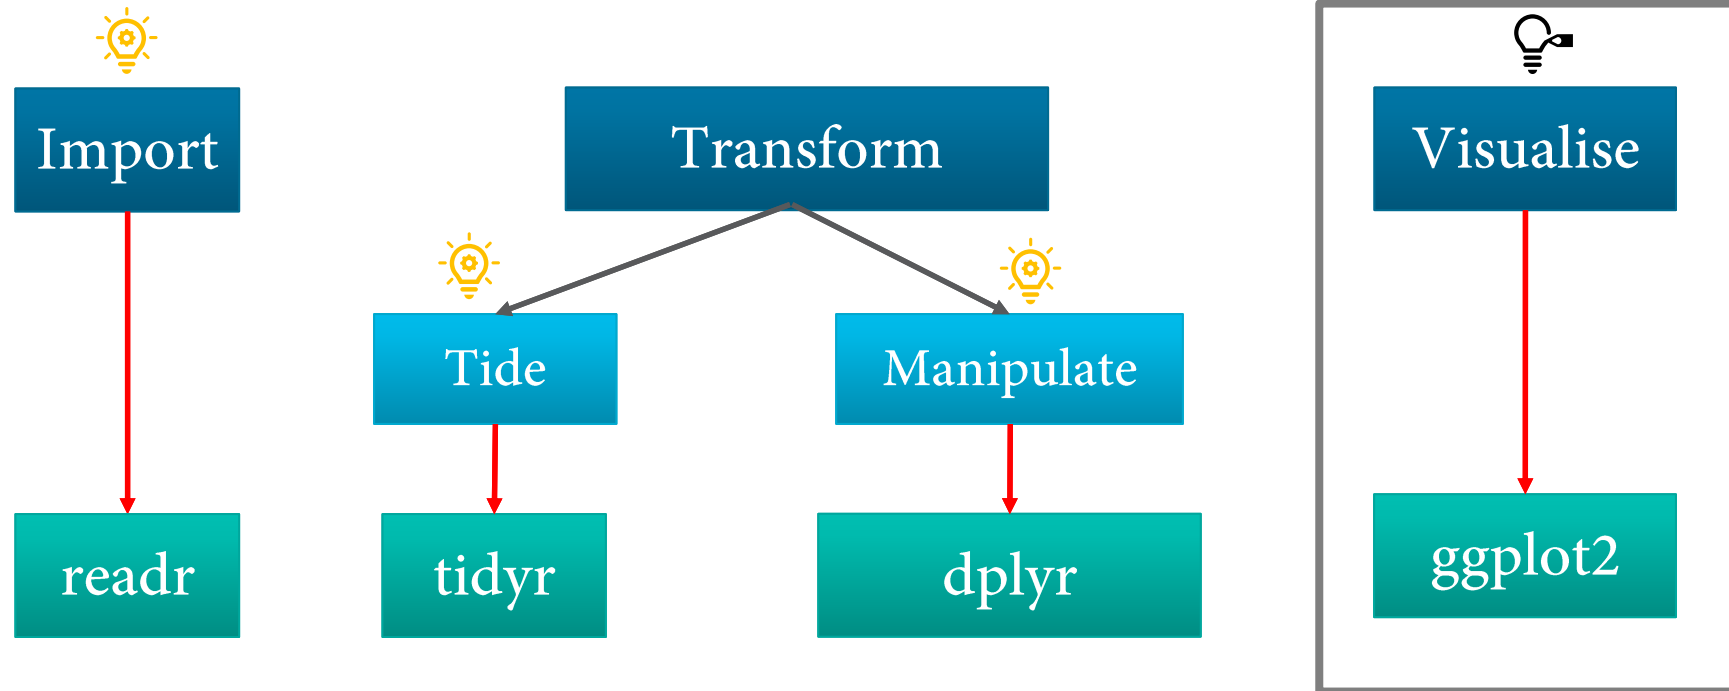 Import
Transform
Visualise
Tide
Manipulate
readr
tidyr
dplyr
ggplot2